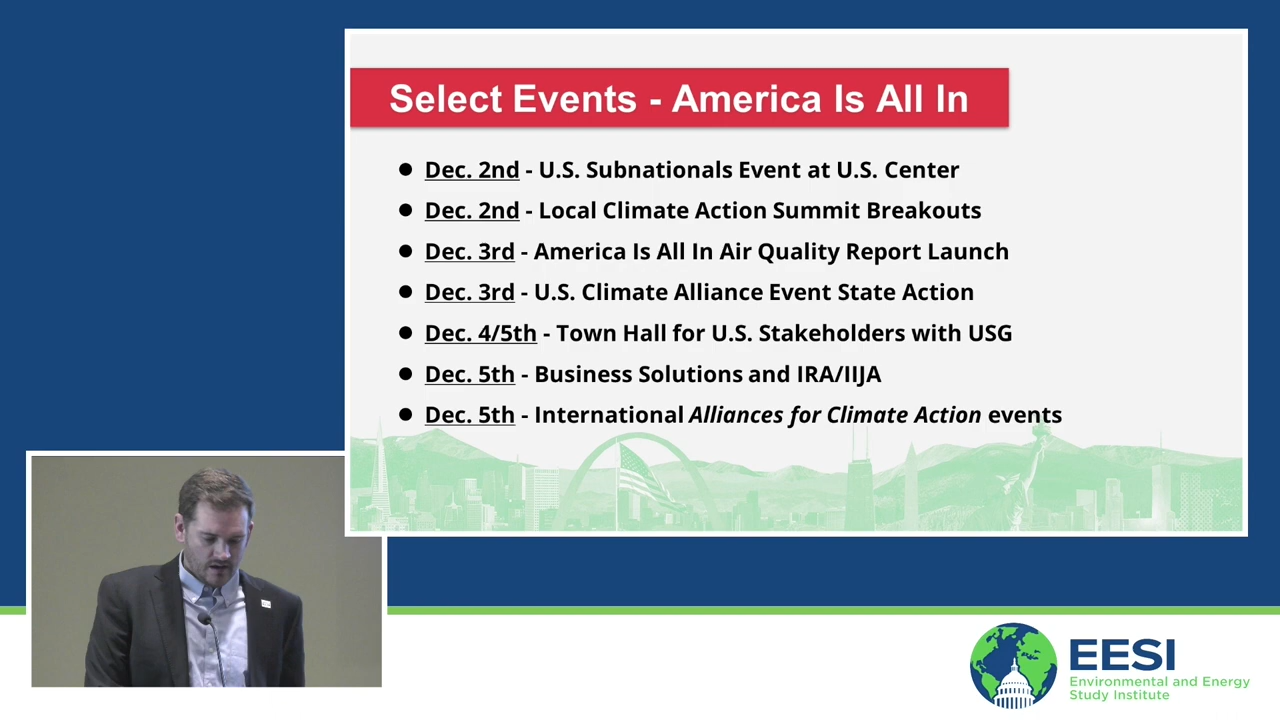 Select Events - America Is All In
● Dec. 2nd - U.S. Subnationals Event at U.S. Center
● Dec. 2nd - Local Climate Action Summit Breakouts
● Dec. 3rd - America Is All In Air Quality Report Launch
● Dec. 3rd - U.S. Climate Alliance Event State Action
● Dec. 4/5th - Town Hall for U.S. Stakeholders with USG
● Dec. 5th - Business Solutions and IRA/IIJA
● Dec. 5th - International Alliances for Climate Action events
EESI
Environmental and Energy
Study Institute